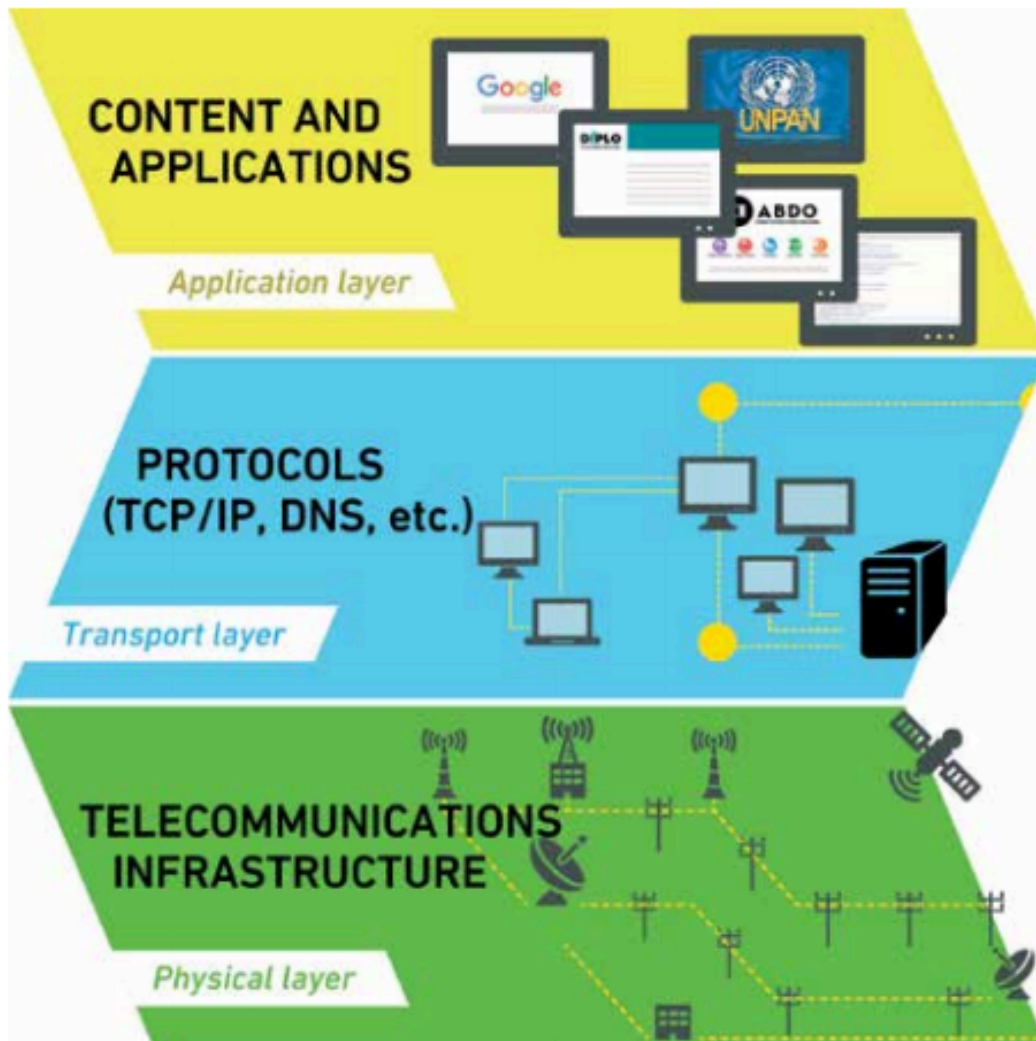 CONTENT AND
APPLICATIONS
Google
UNPAN
DIPLO
ABDO
Application layer
PROTOCOLS
(TCP/IP, DNS, etc.)
Transport layer
TELECOMMUNICATIONS
INFRASTRUCTURE
Physical layer